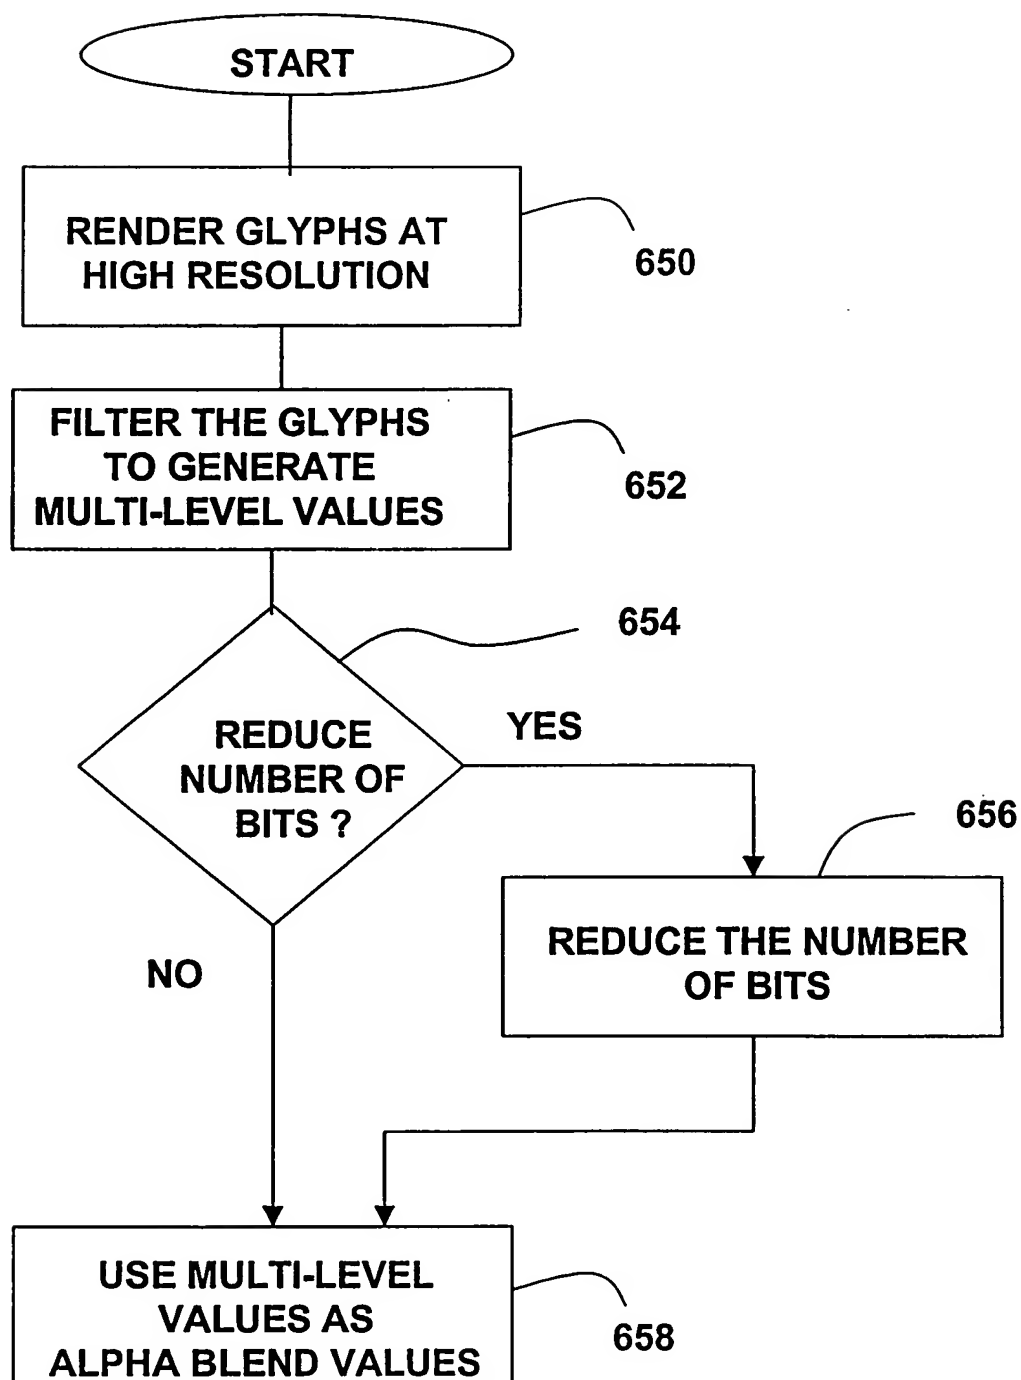 START
RENDER GLYPHS AT
HIGH RESOLUTION
650
FILTER THE GLYPHS
TO GENERATE
MULTI-LEVEL VALUES
652
654
REDUCE
NUMBER OF
BITS ?
YES
656
REDUCE THE NUMBER
OF BITS
NO
USE MULTI-LEVEL
VALUES AS
ALPHA BLEND VALUES
658